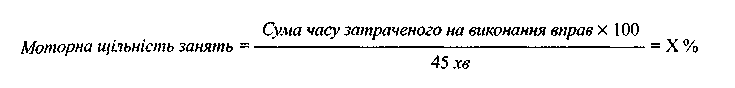 Сума часу затраченого на виконання вправ × 100
Моторна щільність занять = = X %
45 хв